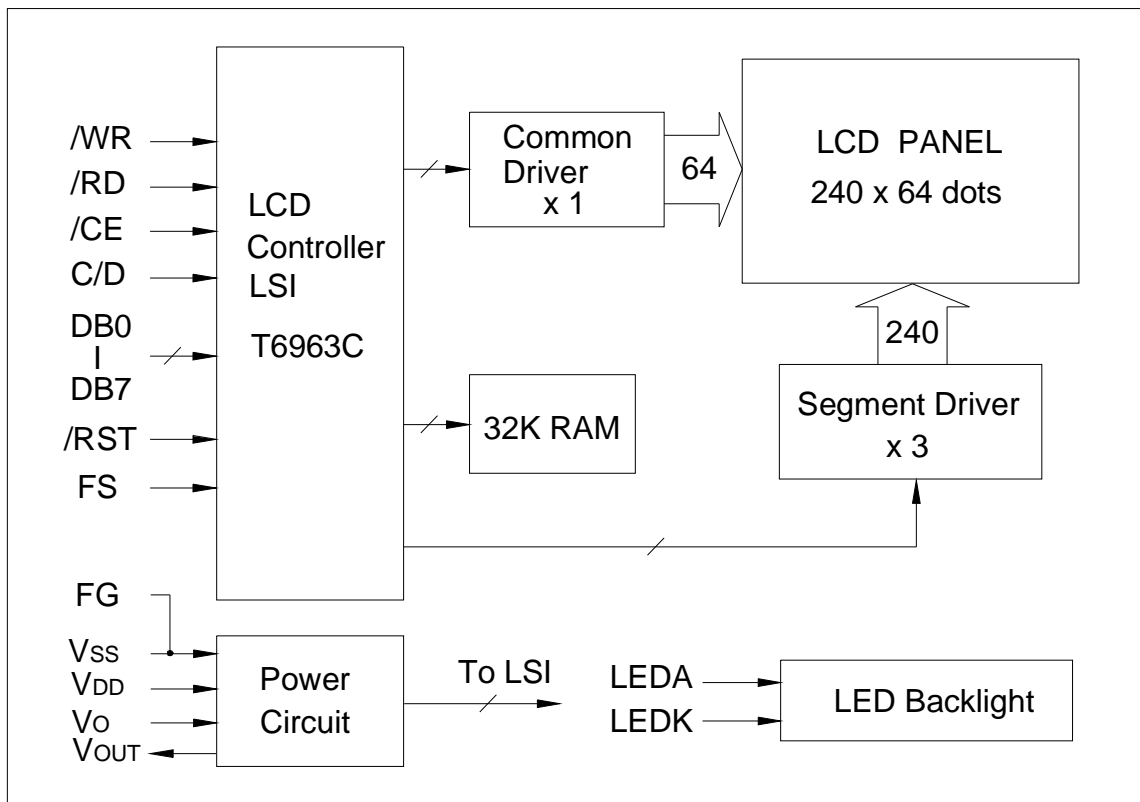 /WR
/RD
/CE
C/D
DB0
I
DB7
/RST
FS
FG
VSS
VDD
VO
VOUT
LCD
Controller
LSI
T6963C
Common
Driver
x 1
64
LCD PANEL
240 x 64 dots
240
Segment Driver
x 3
32K RAM
Power
Circuit
To LSI
LEDA
LEDK
LED Backlight